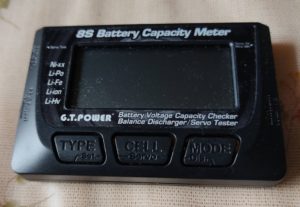 8S Battery Capacity Meter
Ni-xx
Li-Po
Li-Fe
Li-ion
Li-Hv
G.T.POWER
Battery Voltage Capacity Checker
Balance Discharger/Servo Tester
TYPE
CELL
MODE
Servo